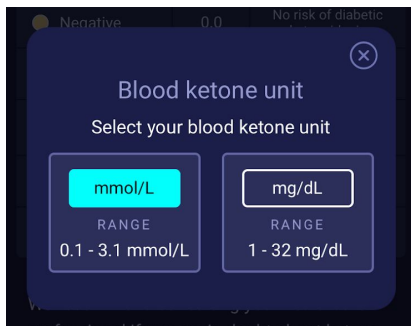 Negative 0.0 No risk of diabetic
Blood ketone unit
Select your blood ketone unit
mmol/L
RANGE
0.1 - 3.1 mmol/L
mg/dL
RANGE
1 - 32 mg/dL